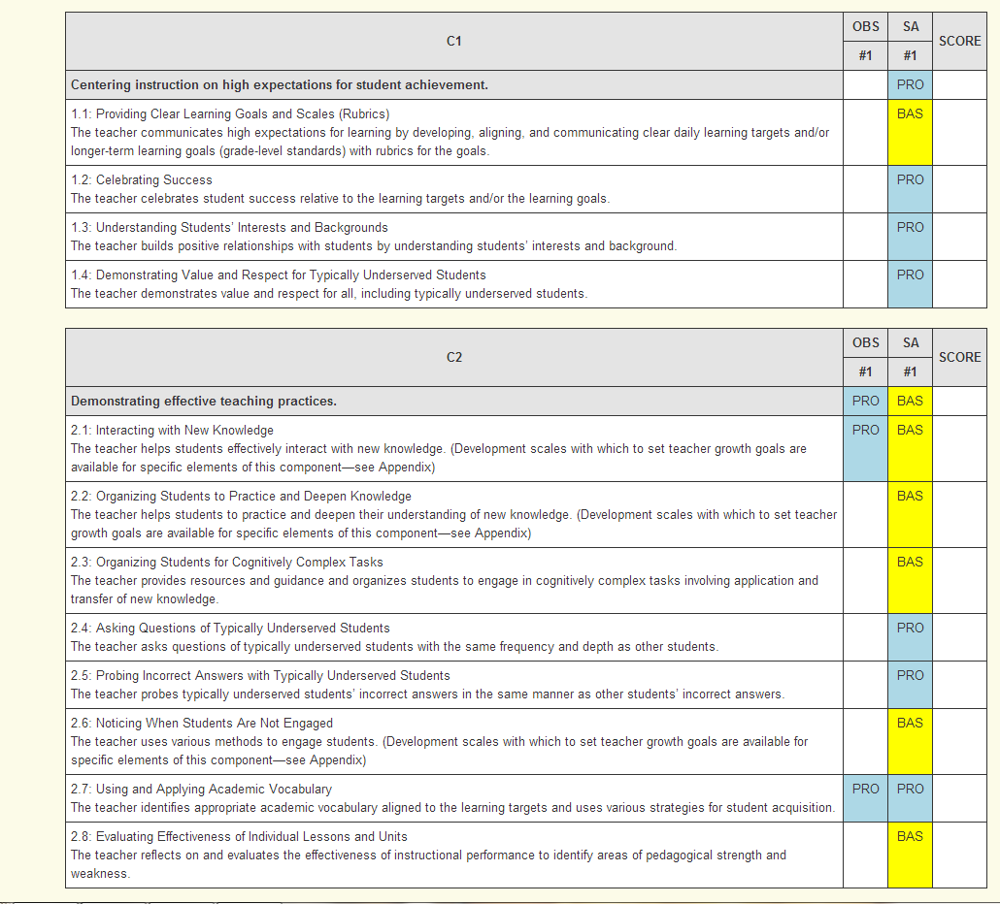 C1 OBS SA SCORE
#1 #1
Centering instruction on high expectations for student achievement. PRO
1.1: Providing Clear Learning Goals and Scales (Rubrics) BAS
The teacher communicates high expectations for learning by developing, aligning, and communicating clear daily learning targets and/or
longer-term learning goals (grade-level standards) with rubrics for the goals.
1.2: Celebrating Success PRO
The teacher celebrates student success relative to the learning targets and/or the learning goals.
1.3: Understanding Students' Interests and Backgrounds PRO
The teacher builds positive relationships with students by understanding students' interests and background.
1.4: Demonstrating Value and Respect for Typically Underserved Students PRO
The teacher demonstrates value and respect for all, including typically underserved students.
C2 OBS SA SCORE
#1 #1
Demonstrating effective teaching practices. PRO BAS
2.1: Interacting with New Knowledge PRO BAS
The teacher helps students effectively interact with new knowledge. (Development scales with which to set teacher growth goals are
available for specific elements of this component—see Appendix)
2.2: Organizing Students to Practice and Deepen Knowledge BAS
The teacher helps students to practice and deepen their understanding of new knowledge. (Development scales with which to set teacher
growth goals are available for specific elements of this component—see Appendix)
2.3: Organizing Students for Cognitively Complex Tasks BAS
The teacher provides resources and guidance and organizes students to engage in cognitively complex tasks involving application and
transfer of new knowledge.
2.4: Asking Questions of Typically Underserved Students PRO
The teacher asks questions of typically underserved students with the same frequency and depth as other students.
2.5: Probing Incorrect Answers with Typically Underserved Students PRO
The teacher probes typically underserved students' incorrect answers in the same manner as other students' incorrect answers.
2.6: Noticing When Students Are Not Engaged BAS
The teacher uses various methods to engage students. (Development scales with which to set teacher growth goals are available for
specific elements of this component—see Appendix)
2.7: Using and Applying Academic Vocabulary PRO PRO
The teacher identifies appropriate academic vocabulary aligned to the learning targets and uses various strategies for student acquisition.
2.8: Evaluating Effectiveness of Individual Lessons and Units BAS
The teacher reflects on and evaluates the effectiveness of instructional performance to identify areas of pedagogical strength and
weakness.